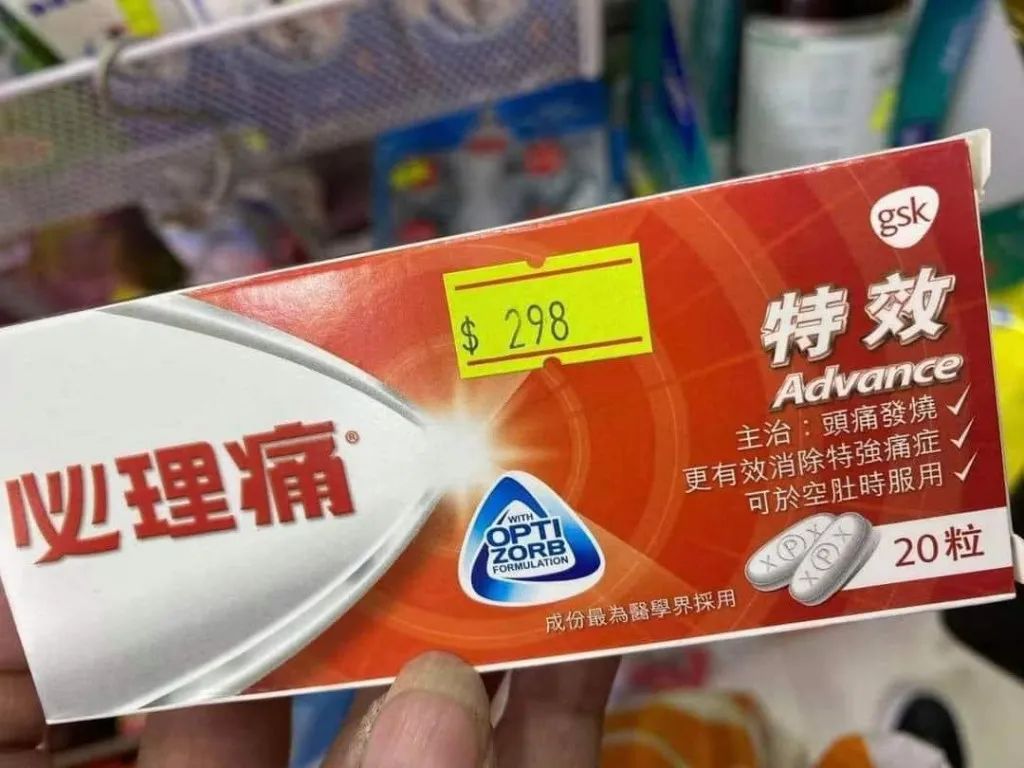 gsk
$ 298
特效
Advance
主治：頭痛發燒
更有效消除特強痛症
可於空肚時服用
必理痛®
WITH
OPTI
ZORB
FORMULATION
X P X
X P X
20粒
成份最為醫學界採用